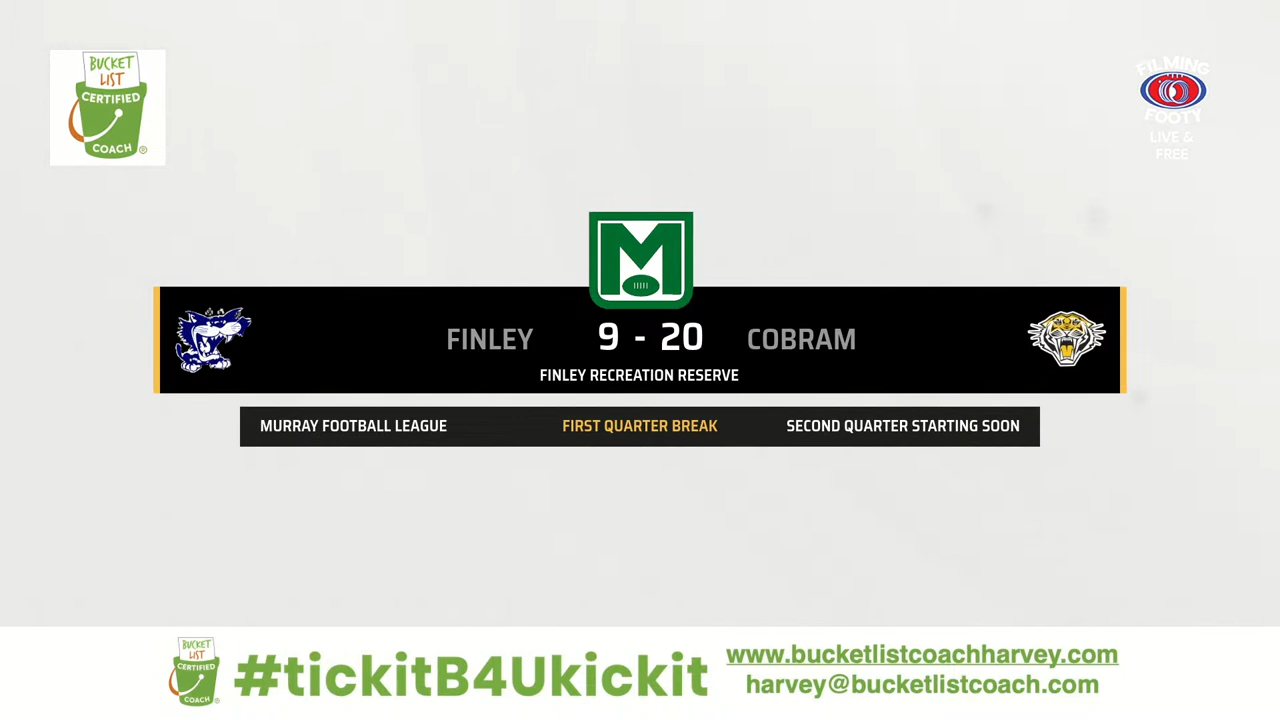 BUCKET
LIST
CERTIFIED
COACH
FILMING
FOOTY
LIVE &
FREE
M
FINLEY 9 - 20 COBRAM
FINLEY RECREATION RESERVE
MURRAY FOOTBALL LEAGUE FIRST QUARTER BREAK SECOND QUARTER STARTING SOON
BUCKET
LIST
CERTIFIED
COACH
#tickitB4Ukickit
www.bucketlistcoachharvey.com
harvey@bucketlistcoach.com